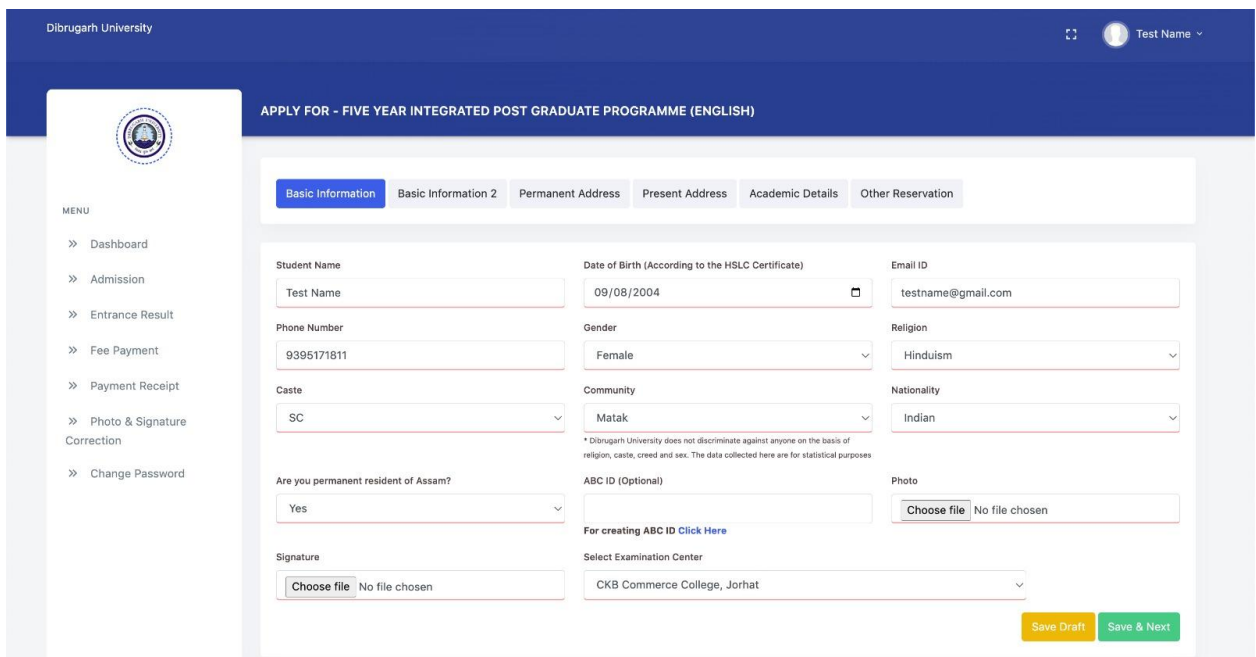 Dibrugarh University
Test Name
APPLY FOR - FIVE YEAR INTEGRATED POST GRADUATE PROGRAMME (ENGLISH)
MENU
Dashboard
Admission
Entrance Result
Fee Payment
Payment Receipt
Photo & Signature
Correction
Change Password
Basic Information Basic Information 2 Permanent Address Present Address Academic Details Other Reservation
Student Name Date of Birth (According to the HSLC Certificate) Email ID
Test Name 09/08/2004 testname@gmail.com
Phone Number Gender Religion
9395171811 Female Hinduism
Caste Community Nationality
SC Matak Indian
* Dibrugarh University does not discriminate against anyone on the basis of
religion, caste, creed and sex. The data collected here are for statistical purposes
Are you permanent resident of Assam? ABC ID (Optional) Photo
Yes Choose file No file chosen
For creating ABC ID Click Here
Signature Select Examination Center
Choose file No file chosen CKB Commerce College, Jorhat
Save Draft Save & Next